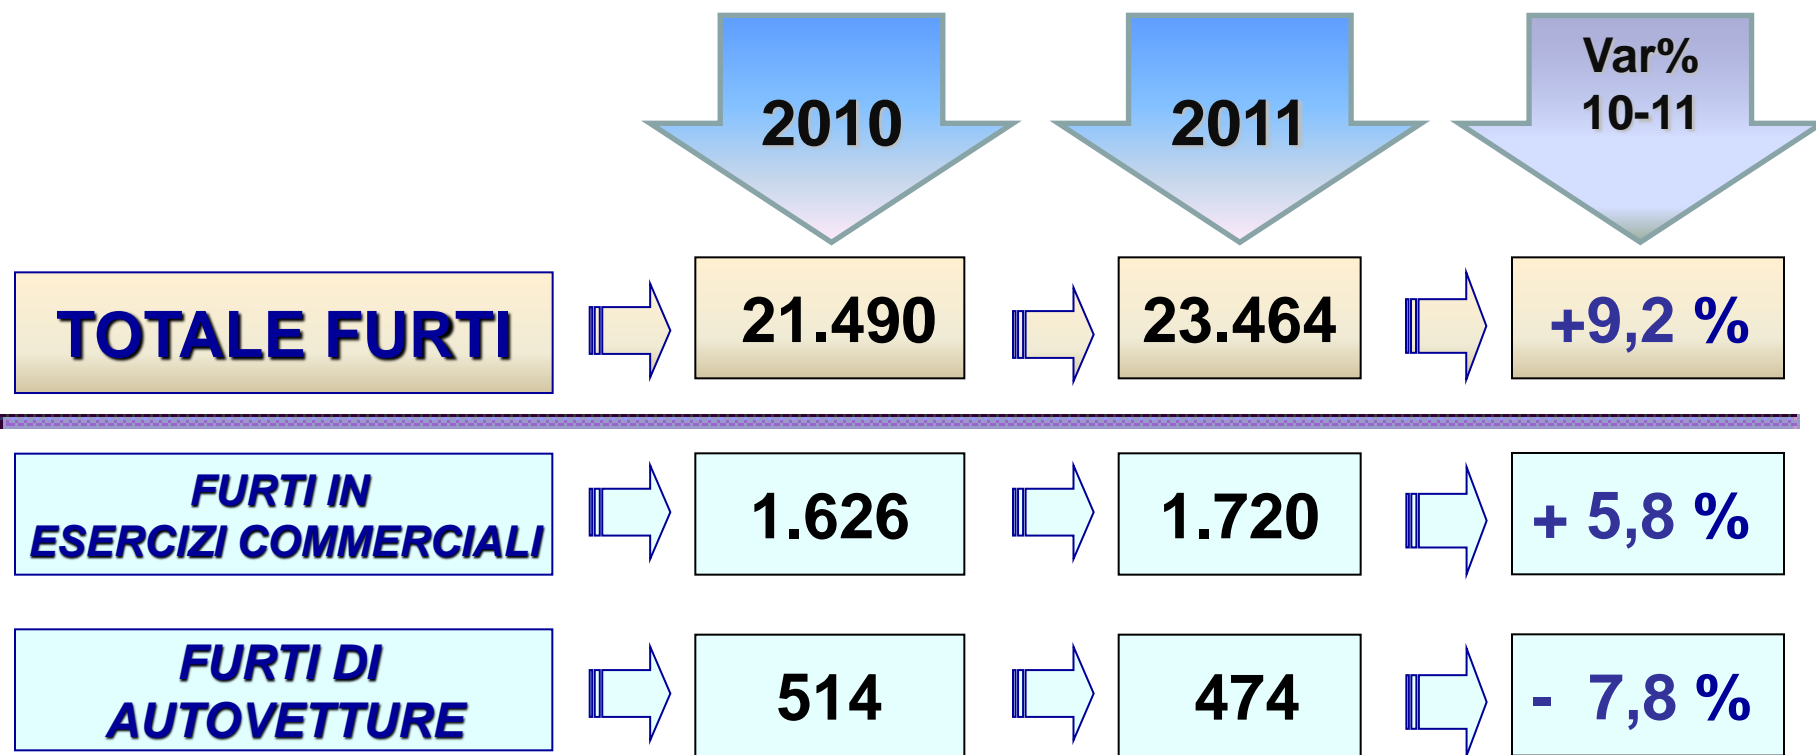 2010
2011
Var%
10-11
TOTALE FURTI
21.490
23.464
+9,2 %
FURTI IN
ESERCIZI COMMERCIALI
1.626
1.720
+ 5,8 %
FURTI DI
AUTOVETTURE
514
474
- 7,8 %